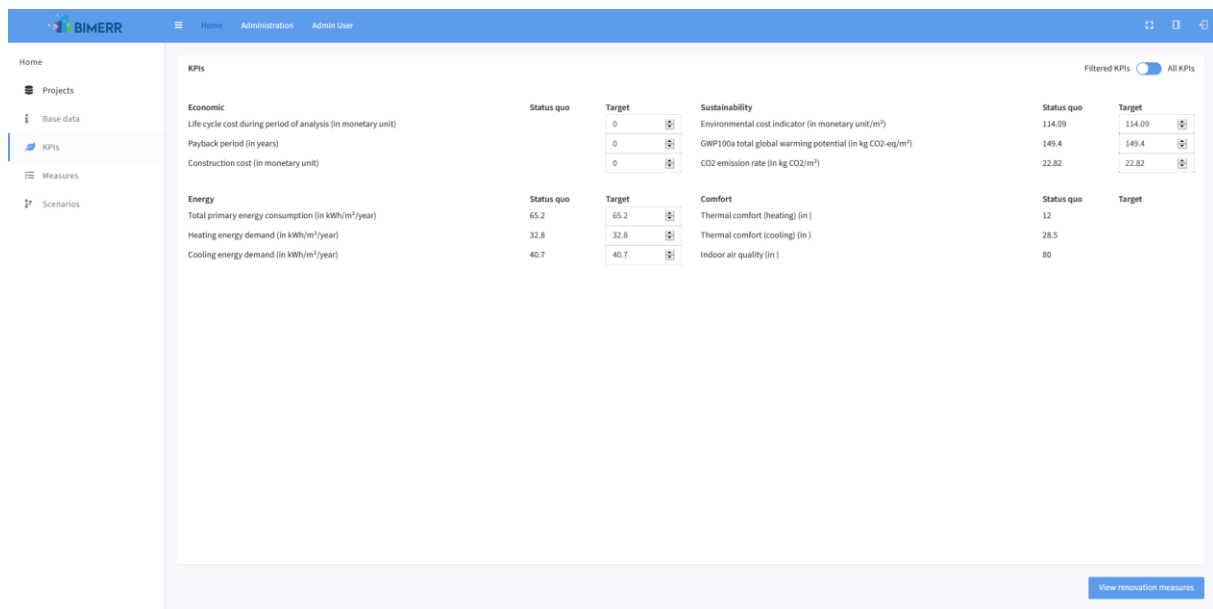 BIMERR
Home Administration Admin User
Home
Projects
Base data
KPIs
Measures
Scenarios
KPIs
Filtered KPIs All KPIs
Economic Status quo Target
Life cycle cost during period of analysis (in monetary unit) 0
Payback period (in years) 0
Construction cost (in monetary unit) 0
Sustainability Status quo Target
Environmental cost indicator (in monetary unit/m²) 114.09 114.09
GWP100a total global warming potential (in kg CO2-eq/m²) 149.4 149.4
CO2 emission rate (in kg CO2/m²) 22.82 22.82
Energy Status quo Target
Total primary energy consumption (in kWh/m²/year) 65.2 65.2
Heating energy demand (in kWh/m²/year) 32.8 32.8
Cooling energy demand (in kWh/m²/year) 40.7 40.7
Comfort Status quo Target
Thermal comfort (heating) (in ) 12
Thermal comfort (cooling) (in ) 28.5
Indoor air quality (in ) 80
View renovation measures